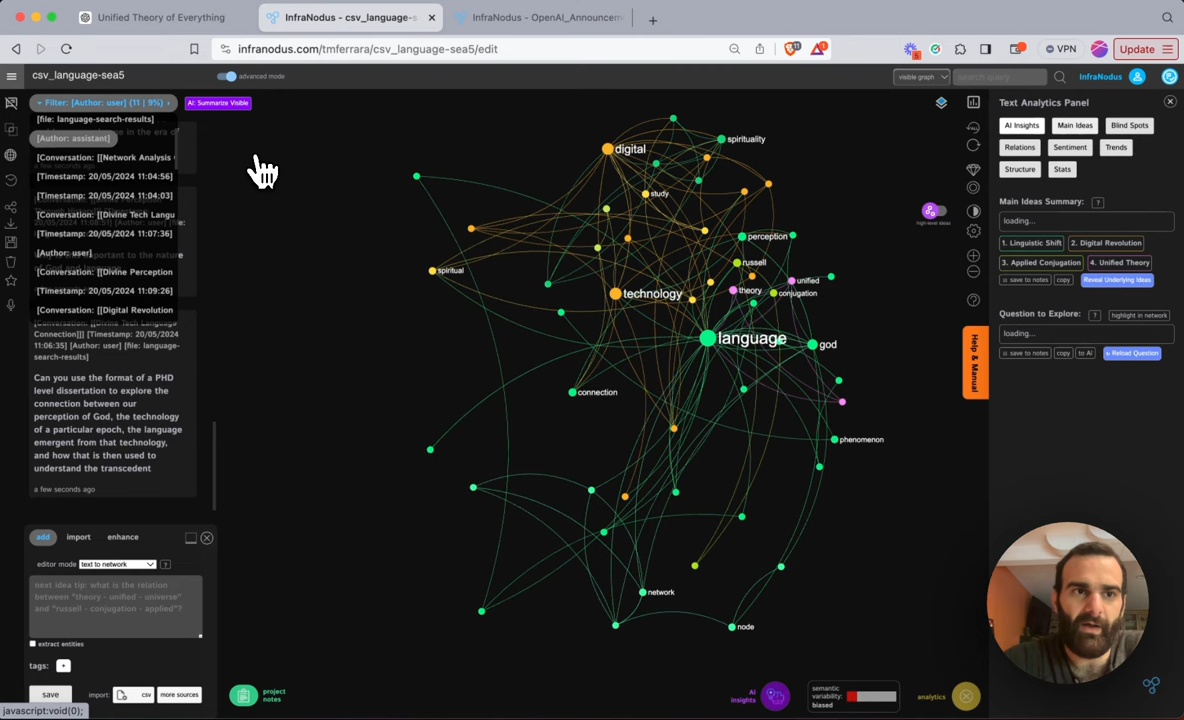 Unified Theory of Everything
InfraNodus - csv_language-s
InfraNodus - OpenAI_Announcem
infranodus.com/tmferrara/csv_language-sea5/edit
VPN
Update
csv_language-sea5
advanced mode
visible graph
search query
InfraNodus
Filter: [Author: user] (11 | 9%)
AI: Summarize Visible
[file: language-search-results]
[Author: assistant]
[Conversation: [[Network Analysis
[Timestamp: 20/05/2024 11:04:56]
[Timestamp: 20/05/2024 11:04:03]
[Conversation: [[Divine Tech Langu
[Timestamp: 20/05/2024 11:07:36]
[Author: user]
[Conversation: [[Divine Perception
[Timestamp: 20/05/2024 11:09:26]
[Conversation: [[Digital Revolution
[Conversation: [[Divine Tech Language
Connection]]] [Timestamp: 20/05/2024
11:06:35] [Author: user] [file: language-
search-results]
Can you use the format of a PHD
level dissertation to explore the
connection between our
perception of God, the technology
of a particular epoch, the language
emergent from that technology,
and how that is then used to
understand the transcedent
a few seconds ago
add
import
enhance
editor mode
text to network
?
next idea tip: what is the relation
between "theory - unified - universe"
and "russell - conjugation - applied"?
extract entities
tags:
+
save
import:
csv
more sources
javascript:void(0);
project
notes
digital
spirituality
study
perception
spiritual
russell
unified
technology
theory
conjugation
language
god
connection
phenomenon
network
node
high-level ideas
Help & Manual
AI
insights
semantic
variability:
biased
analytics
Text Analytics Panel
AI Insights
Main Ideas
Blind Spots
Relations
Sentiment
Trends
Structure
Stats
Main Ideas Summary:
?
loading...
1. Linguistic Shift
2. Digital Revolution
3. Applied Conjugation
4. Unified Theory
save to notes
copy
Reveal Underlying Ideas
Question to Explore:
?
highlight in network
loading...
save to notes
copy
to AI
Reload Question